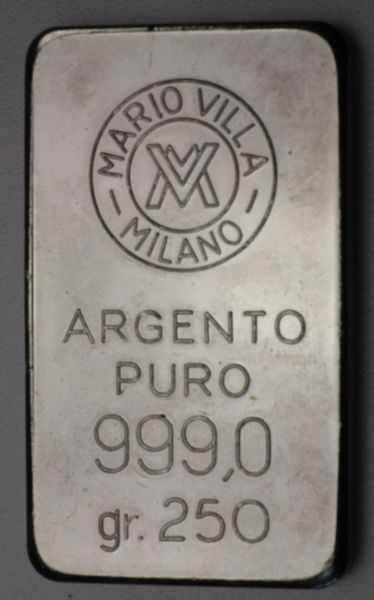 MARIO VILLA
MV
MILANO
ARGENTO
PURO
999,0
gr. 250